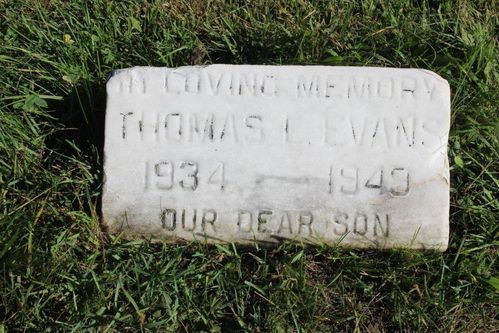 IN LOVING MEMORY
THOMAS L. EVANS
1934 — 1949
OUR DEAR SON